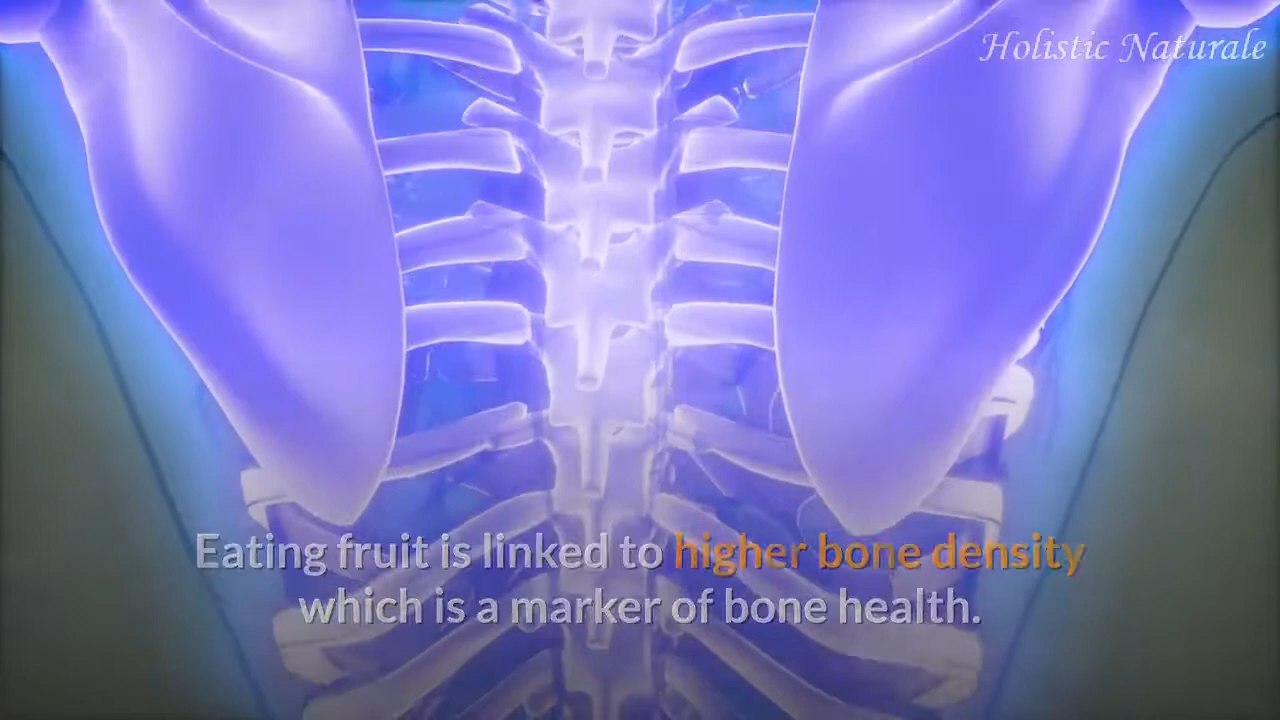 Holistic Naturale
Eating fruit is linked to higher bone density
which is a marker of bone health.